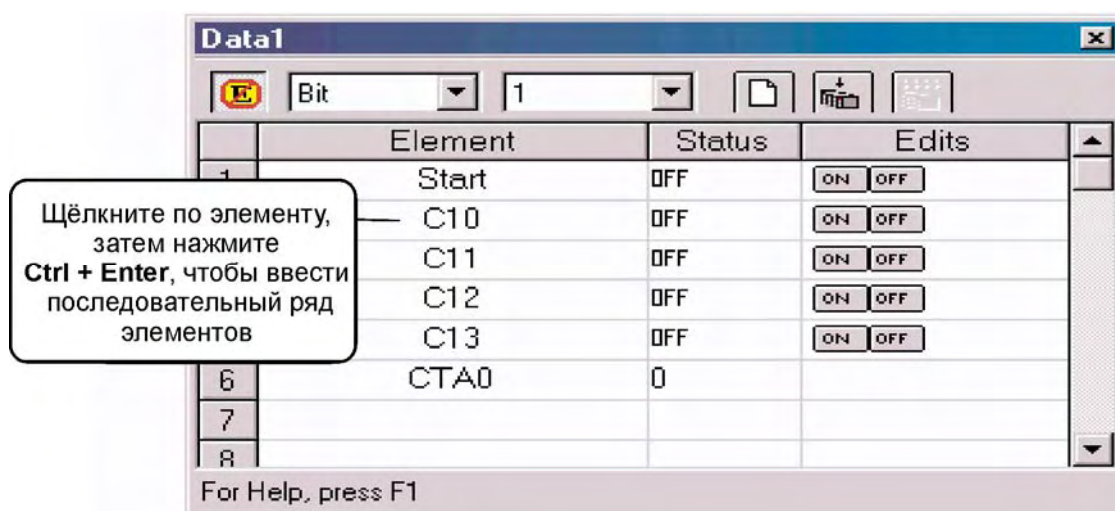 Data1
E Bit 1
Element Status Edits
1 Start OFF ON OFF
C10 OFF ON OFF
C11 OFF ON OFF
C12 OFF ON OFF
C13 OFF ON OFF
6 CTA0 0
7
8
For Help, press F1
Щёлкните по элементу,
затем нажмите
Ctrl + Enter, чтобы ввести
последовательный ряд
элементов